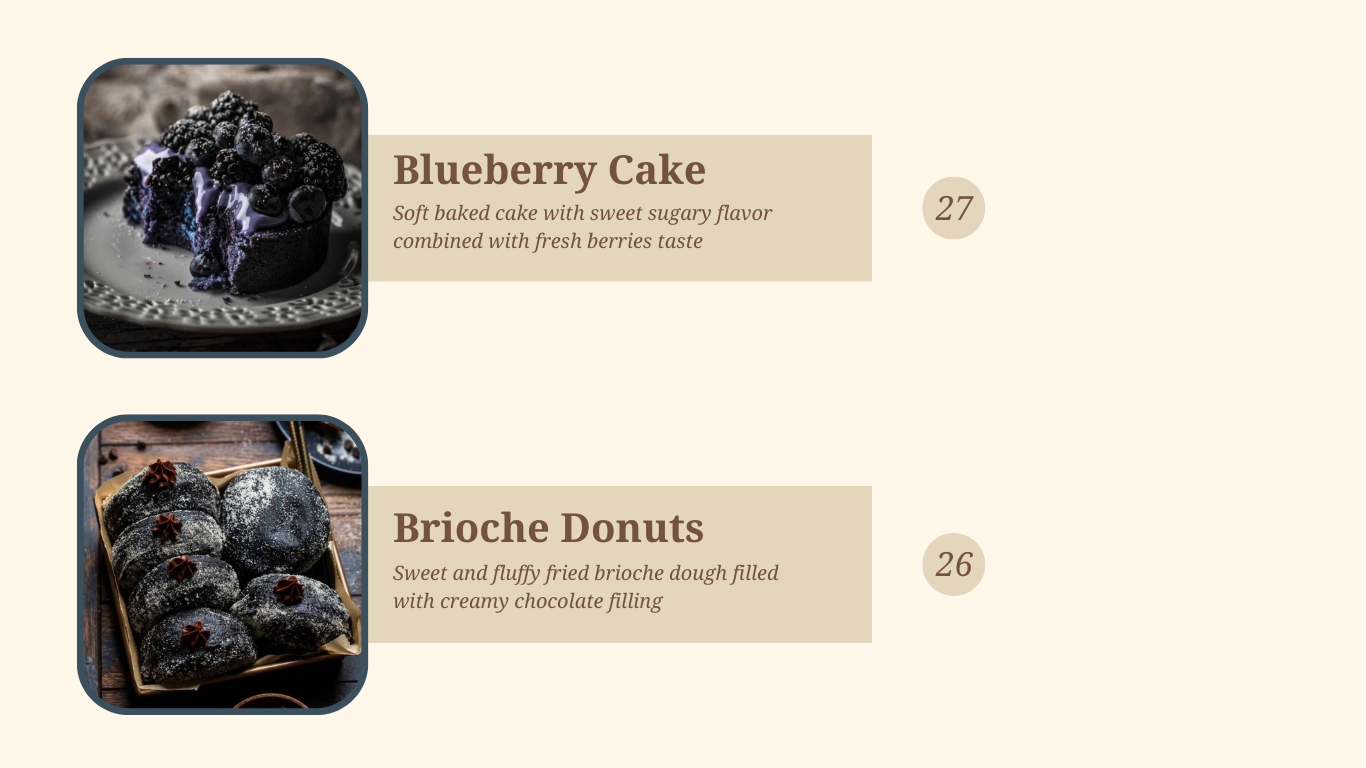 Blueberry Cake
Soft baked cake with sweet sugary flavor
combined with fresh berries taste
27
Brioche Donuts
Sweet and fluffy fried brioche dough filled
with creamy chocolate filling
26